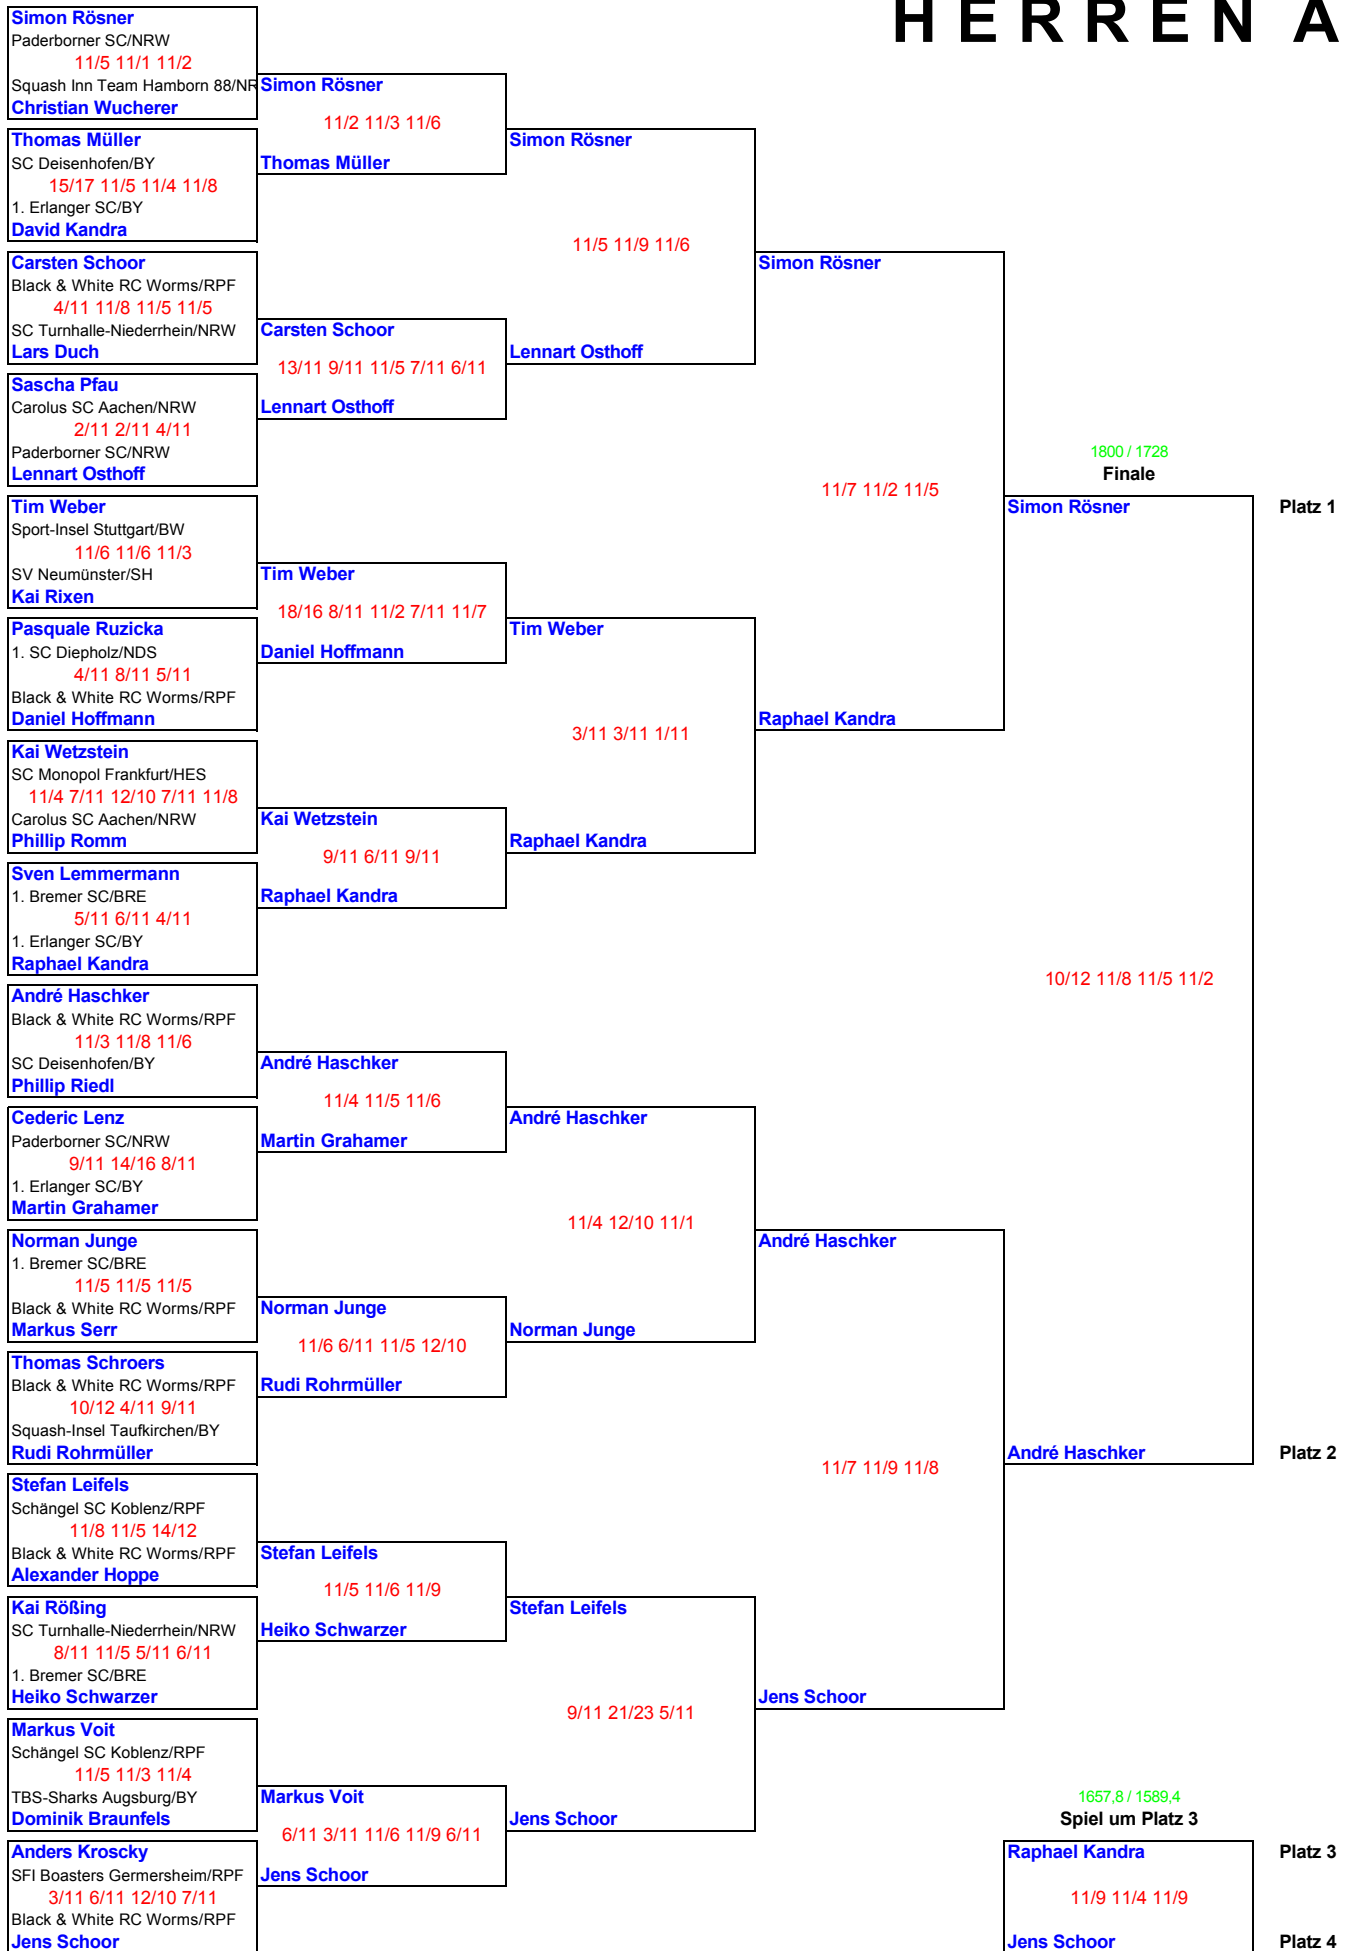 HERREN A
Simon Rösner
Paderborner SC/NRW
11/5 11/1 11/2
Squash Inn Team Hamborn 88/NR
Christian Wucherer
Thomas Müller
SC Deisenhofen/BY
15/17 11/5 11/4 11/8
1. Erlanger SC/BY
David Kandra
Carsten Schoor
Black & White RC Worms/RPF
4/11 11/8 11/5 11/5
SC Turnhalle-Niederrhein/NRW
Lars Duch
Sascha Pfau
Carolus SC Aachen/NRW
2/11 2/11 4/11
Paderborner SC/NRW
Lennart Osthoff
Tim Weber
Sport-Insel Stuttgart/BW
11/6 11/6 11/3
SV Neumünster/SH
Kai Rixen
Pasquale Ruzicka
1. SC Diepholz/NDS
4/11 8/11 5/11
Black & White RC Worms/RPF
Daniel Hoffmann
Kai Wetzstein
SC Monopol Frankfurt/HES
11/4 7/11 12/10 7/11 11/8
Carolus SC Aachen/NRW
Phillip Romm
Sven Lemmermann
1. Bremer SC/BRE
5/11 6/11 4/11
1. Erlanger SC/BY
Raphael Kandra
André Haschker
Black & White RC Worms/RPF
11/3 11/8 11/6
SC Deisenhofen/BY
Phillip Riedl
Cederic Lenz
Paderborner SC/NRW
9/11 14/16 8/11
1. Erlanger SC/BY
Martin Grahamer
Norman Junge
1. Bremer SC/BRE
11/5 11/5 11/5
Black & White RC Worms/RPF
Markus Serr
Thomas Schroers
Black & White RC Worms/RPF
10/12 4/11 9/11
Squash-Insel Taufkirchen/BY
Rudi Rohrmüller
Stefan Leifels
Schängel SC Koblenz/RPF
11/8 11/5 14/12
Black & White RC Worms/RPF
Alexander Hoppe
Kai Rößing
SC Turnhalle-Niederrhein/NRW
8/11 11/5 5/11 6/11
1. Bremer SC/BRE
Heiko Schwarzer
Markus Voit
Schängel SC Koblenz/RPF
11/5 11/3 11/4
TBS-Sharks Augsburg/BY
Dominik Braunfels
Anders Kroscky
SFI Boasters Germersheim/RPF
3/11 6/11 12/10 7/11
Black & White RC Worms/RPF
Jens Schoor
Simon Rösner
11/2 11/3 11/6
Thomas Müller
Carsten Schoor
13/11 9/11 11/5 7/11 6/11
Lennart Osthoff
Tim Weber
18/16 8/11 11/2 7/11 11/7
Daniel Hoffmann
Kai Wetzstein
9/11 6/11 9/11
Raphael Kandra
André Haschker
11/4 11/5 11/6
Martin Grahamer
Norman Junge
11/6 6/11 11/5 12/10
Rudi Rohrmüller
Stefan Leifels
11/5 11/6 11/9
Heiko Schwarzer
Markus Voit
6/11 3/11 11/6 11/9 6/11
Jens Schoor
Simon Rösner
11/5 11/9 11/6
Lennart Osthoff
Tim Weber
3/11 3/11 1/11
Raphael Kandra
André Haschker
11/4 12/10 11/1
Norman Junge
Stefan Leifels
9/11 21/23 5/11
Jens Schoor
Simon Rösner
11/7 11/2 11/5
Raphael Kandra
André Haschker
11/7 11/9 11/8
Jens Schoor
1800 / 1728
Finale
Simon Rösner Platz 1
10/12 11/8 11/5 11/2
André Haschker Platz 2
1657,8 / 1589,4
Spiel um Platz 3
Raphael Kandra Platz 3
11/9 11/4 11/9
Jens Schoor Platz 4